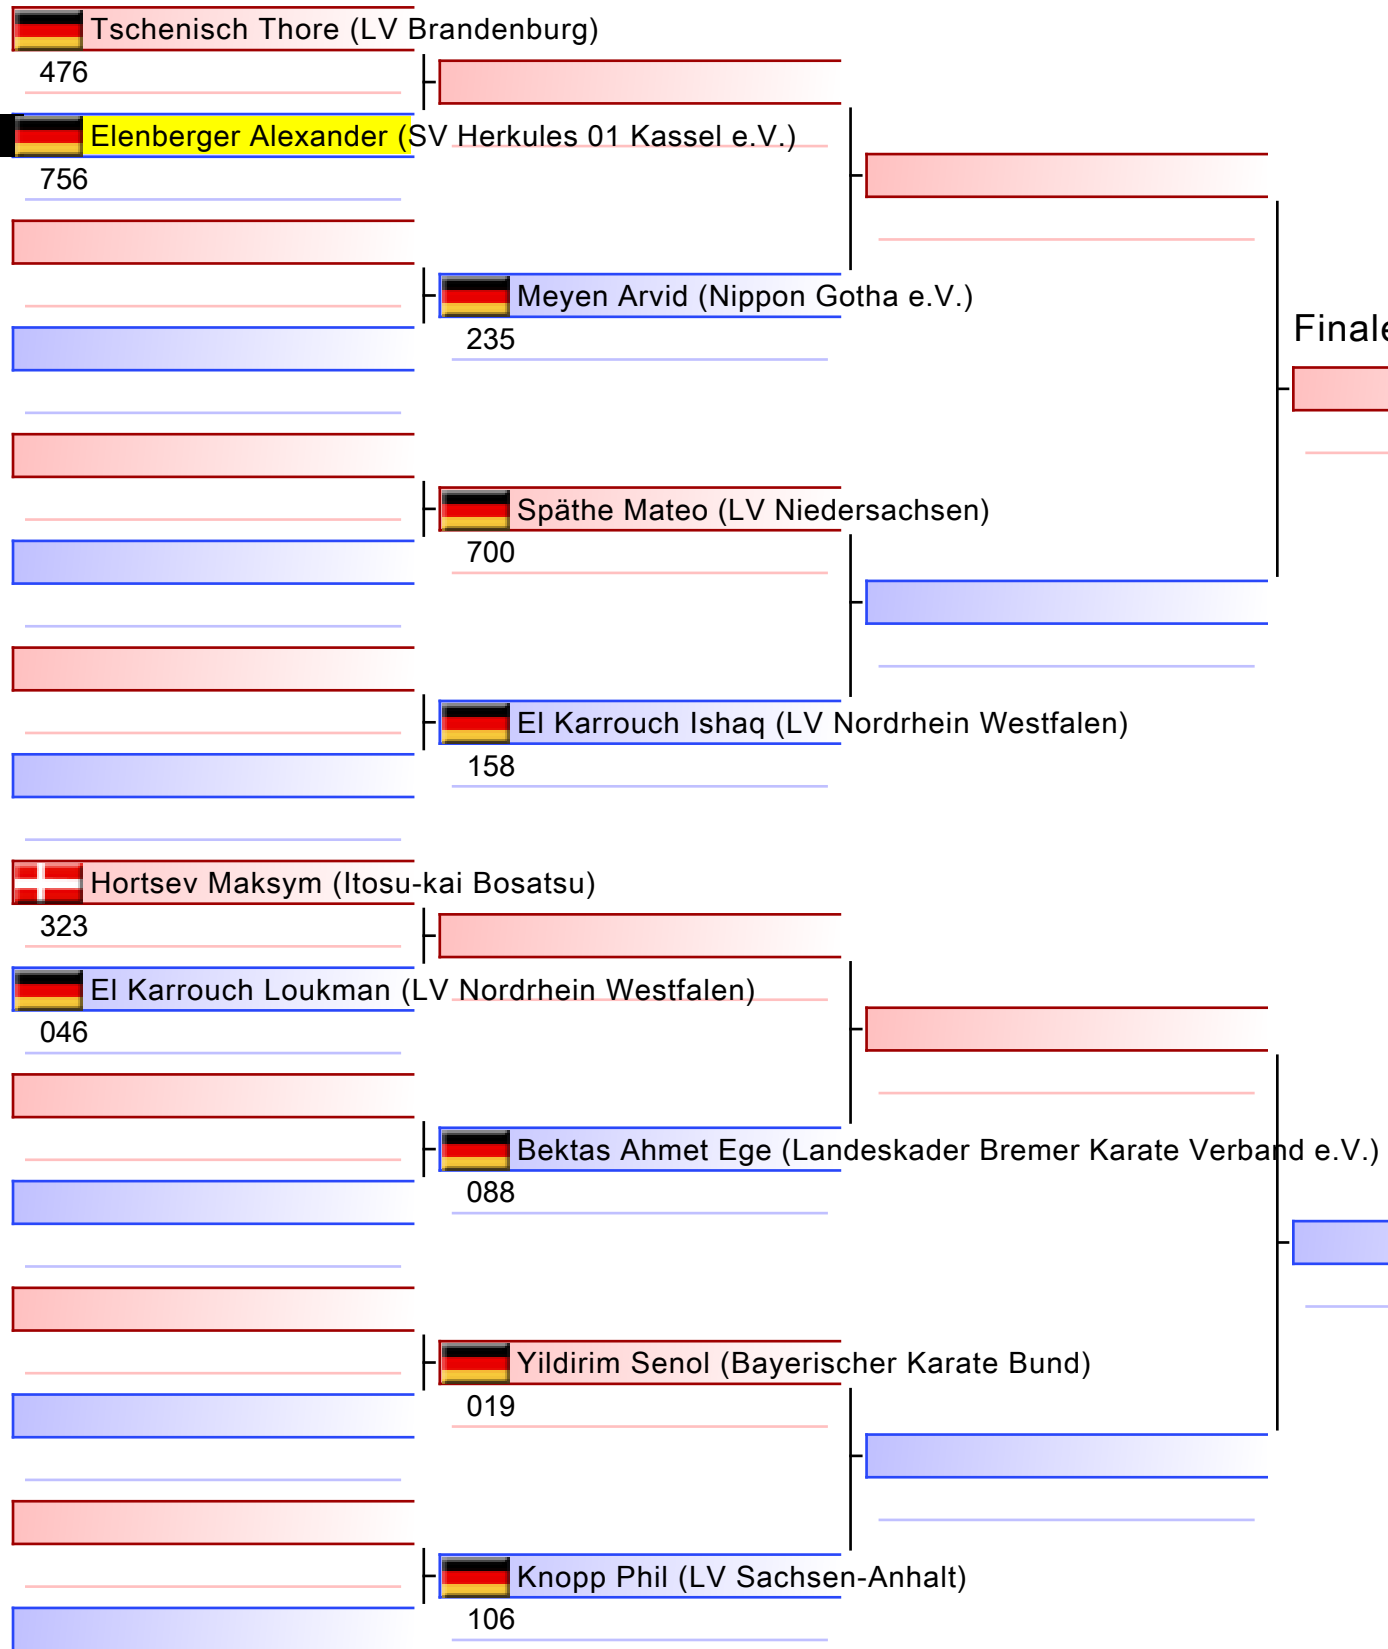 Tschenisch Thore (LV Brandenburg)
476
Elenberger Alexander (SV Herkules 01 Kassel e.V.)
756
Meyen Arvid (Nippon Gotha e.V.)
235
Finale
Späthe Mateo (LV Niedersachsen)
700
El Karrouch Ishaq (LV Nordrhein Westfalen)
158
Hortsev Maksym (Itosu-kai Bosatsu)
323
El Karrouch Loukman (LV Nordrhein Westfalen)
046
Bektas Ahmet Ege (Landeskader Bremer Karate Verband e.V.)
088
Yildirim Senol (Bayerischer Karate Bund)
019
Knopp Phil (LV Sachsen-Anhalt)
106